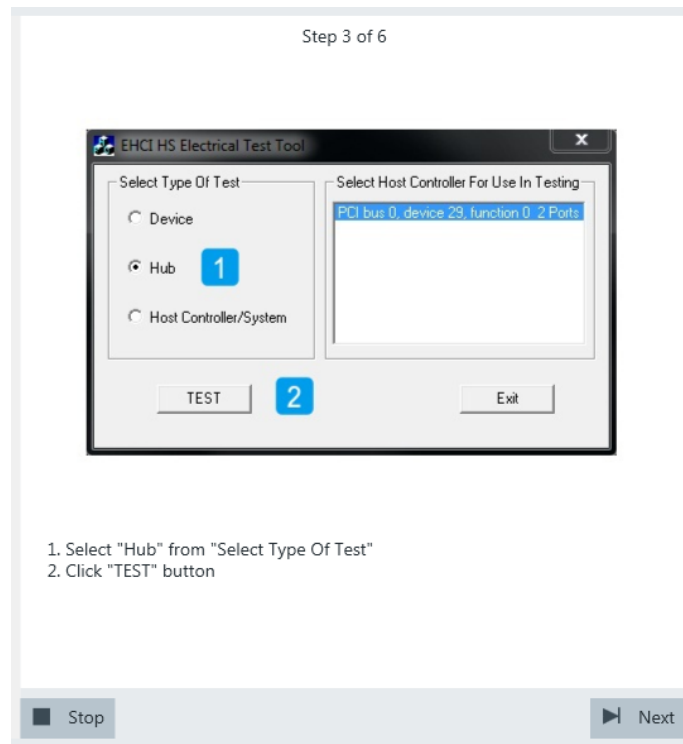 Step 3 of 6
EHCI HS Electrical Test Tool
x
Select Type Of Test
Device
Hub
1
Host Controller/System
Select Host Controller For Use In Testing
PCI bus 0, device 29, function 0 2 Ports
TEST
2
Exit
1. Select "Hub" from "Select Type Of Test"
2. Click "TEST" button
Stop
Next